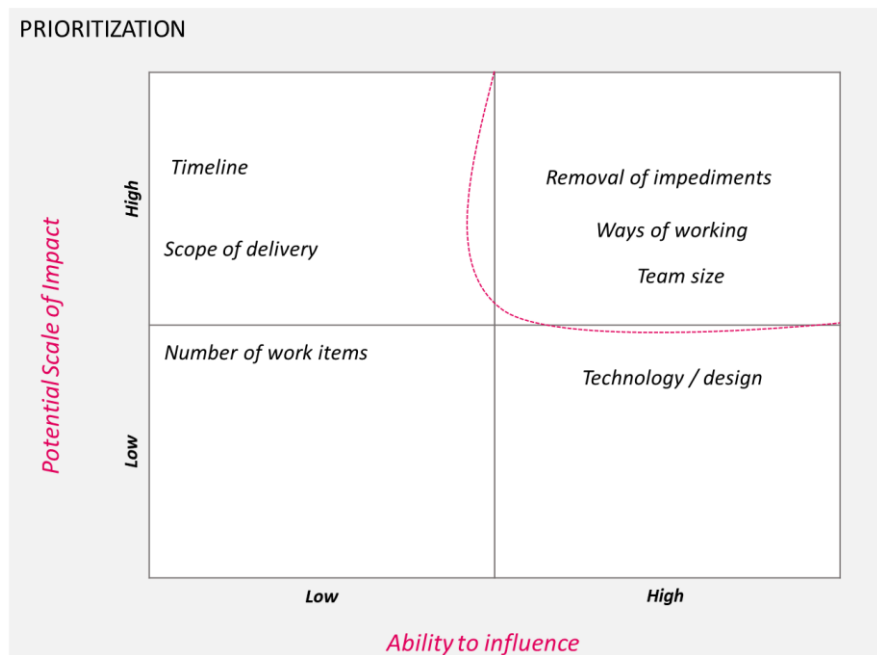 PRIORITIZATION
Potential Scale of Impact
High
Low
Timeline
Scope of delivery
Removal of impediments
Ways of working
Team size
Number of work items
Technology / design
Low
High
Ability to influence